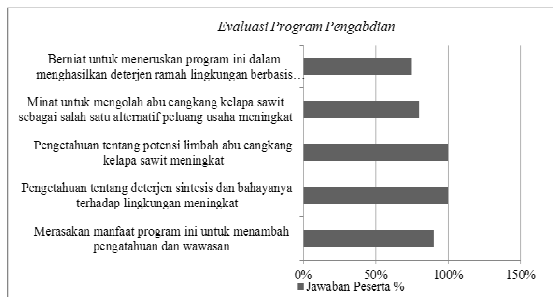 Evaluasi Program Pengabdian
Berniat untuk meneruskan program ini dalam
menghasilkan deterjen ramah lingkungan berbasis…
Minat untuk mengolah abu cangkang kelapa sawit
sebagai salah satu alternatif peluang usaha meningkat
Pengetahuan tentang potensi limbah abu cangkang
kelapa sawit meningkat
Pengetahuan tentang deterjen sintesis dan bahayanya
terhadap lingkungan meningkat
Merasakan manfaat program ini untuk menambah
pengatahuan dan wawasan
0% 50% 100% 150%
Jawaban Peserta %